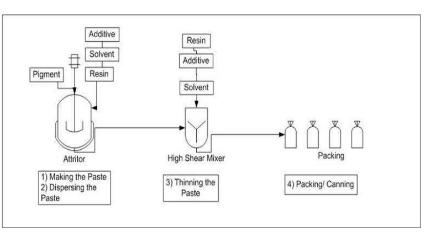 Additive
Solvent
Pigment
Resin
Attritor
1) Making the Paste
2) Dispersing the
Paste
Resin
Additive
Solvent
High Shear Mixer
3) Thinning the
Paste
Packing
4) Packing/ Canning